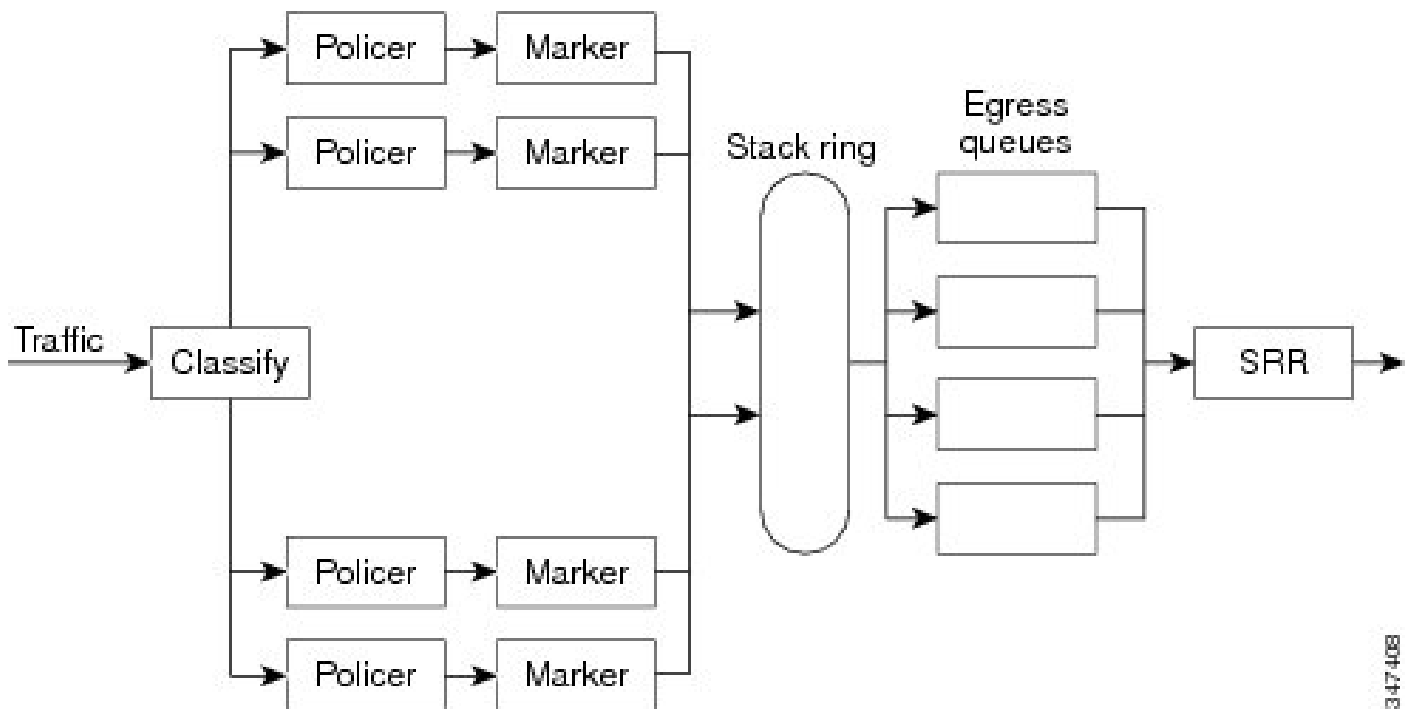 Policer
Marker
Policer
Marker
Stack ring
Egress
queues
Traffic
Classify
SRR
Policer
Marker
Policer
Marker
347408